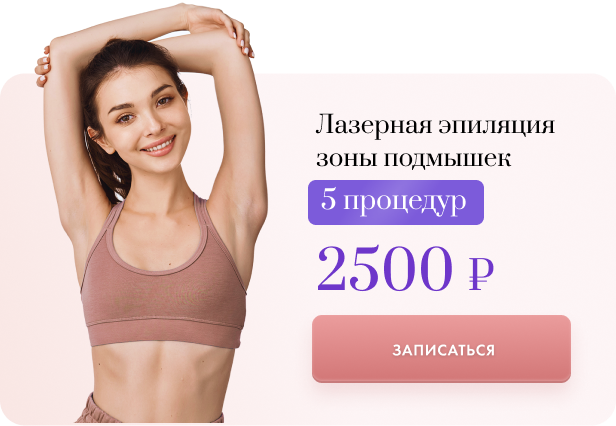 Лазерная эпиляция
зоны подмышек
5 процедур
2500 ₽
ЗАПИСАТЬСЯ